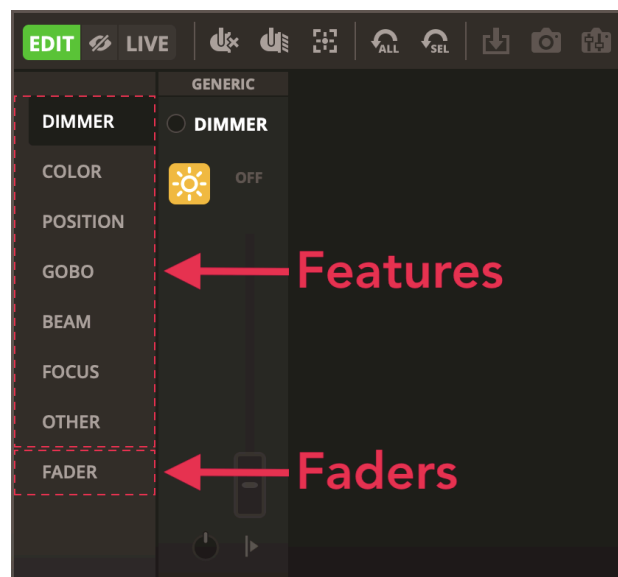 EDIT LIVE ALL SEL
GENERIC
DIMMER
DIMMER
COLOR
OFF
POSITION
GOBO
Features
BEAM
FOCUS
OTHER
FADER
Faders